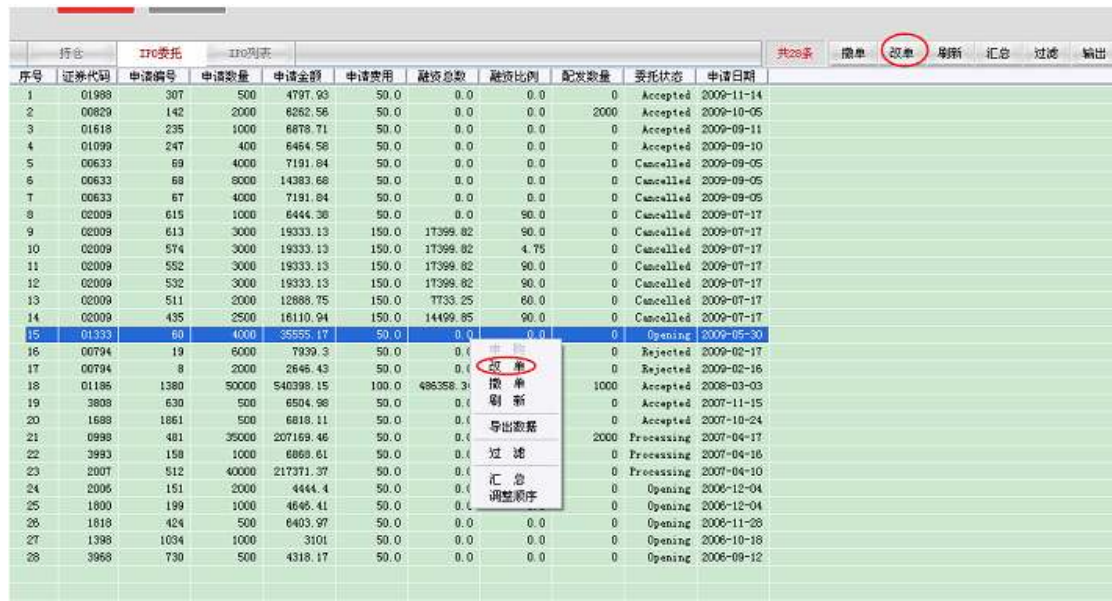 持仓 IPO委托 IPO列表 共28条 撤单 改单 刷新 汇总 过滤 输出
序号 证券代码 申请编号 申请数量 申请金额 申请费用 融资总数 融资比例 配发数量 委托状态 申请日期
1 01988 307 500 4797.93 50.0 0.0 0.0 0 Accepted 2009-11-14
2 00829 142 2000 6262.56 50.0 0.0 0.0 2000 Accepted 2009-10-05
3 01618 235 1000 6878.71 50.0 0.0 0.0 0 Accepted 2009-09-11
4 01099 247 400 6464.58 50.0 0.0 0.0 0 Accepted 2009-09-10
5 00633 69 4000 7191.84 50.0 0.0 0.0 0 Cancelled 2009-09-05
6 00633 68 8000 14383.68 50.0 0.0 0.0 0 Cancelled 2009-09-05
7 00633 67 4000 7191.84 50.0 0.0 0.0 0 Cancelled 2009-09-05
8 02009 615 1000 6444.38 50.0 0.0 90.0 0 Cancelled 2009-07-17
9 02009 613 3000 19333.13 150.0 17399.82 90.0 0 Cancelled 2009-07-17
10 02009 574 3000 19333.13 150.0 17399.82 4.75 0 Cancelled 2009-07-17
11 02009 552 3000 19333.13 150.0 17399.82 90.0 0 Cancelled 2009-07-17
12 02009 532 3000 19333.13 150.0 17399.82 90.0 0 Cancelled 2009-07-17
13 02009 511 2000 12888.75 150.0 7733.25 60.0 0 Cancelled 2009-07-17
14 02009 435 2500 16110.94 150.0 14499.85 90.0 0 Cancelled 2009-07-17
15 01333 60 4000 35555.17 50.0 0.0 0.0 0 Opening 2009-05-30
16 00794 19 6000 7939.3 50.0 0 Rejected 2009-02-17
17 00794 8 2000 2646.43 50.0 改 单 0 Rejected 2009-02-16
18 01186 1380 50000 540398.15 100.0 486358.3 撤 单 1000 Accepted 2008-03-03
19 3808 630 500 6504.98 50.0 刷 新 0 Accepted 2007-11-15
20 1688 1861 500 6818.11 50.0 导出数据 0 Accepted 2007-10-24
21 0998 481 35000 207169.46 50.0 2000 Processing 2007-04-17
22 3993 158 1000 6868.61 50.0 过 滤 0 Processing 2007-04-16
23 2007 512 40000 217371.37 50.0 汇 总 0 Processing 2007-04-10
24 2006 151 2000 4444.4 50.0 调整顺序 0 Opening 2006-12-04
25 1800 199 1000 4646.41 50.0 0 Opening 2006-12-04
26 1818 424 500 6403.97 50.0 0.0 0.0 0 Opening 2006-11-28
27 1398 1034 1000 3101 50.0 0.0 0.0 0 Opening 2006-10-18
28 3968 730 500 4318.17 50.0 0.0 0.0 0 Opening 2006-09-12